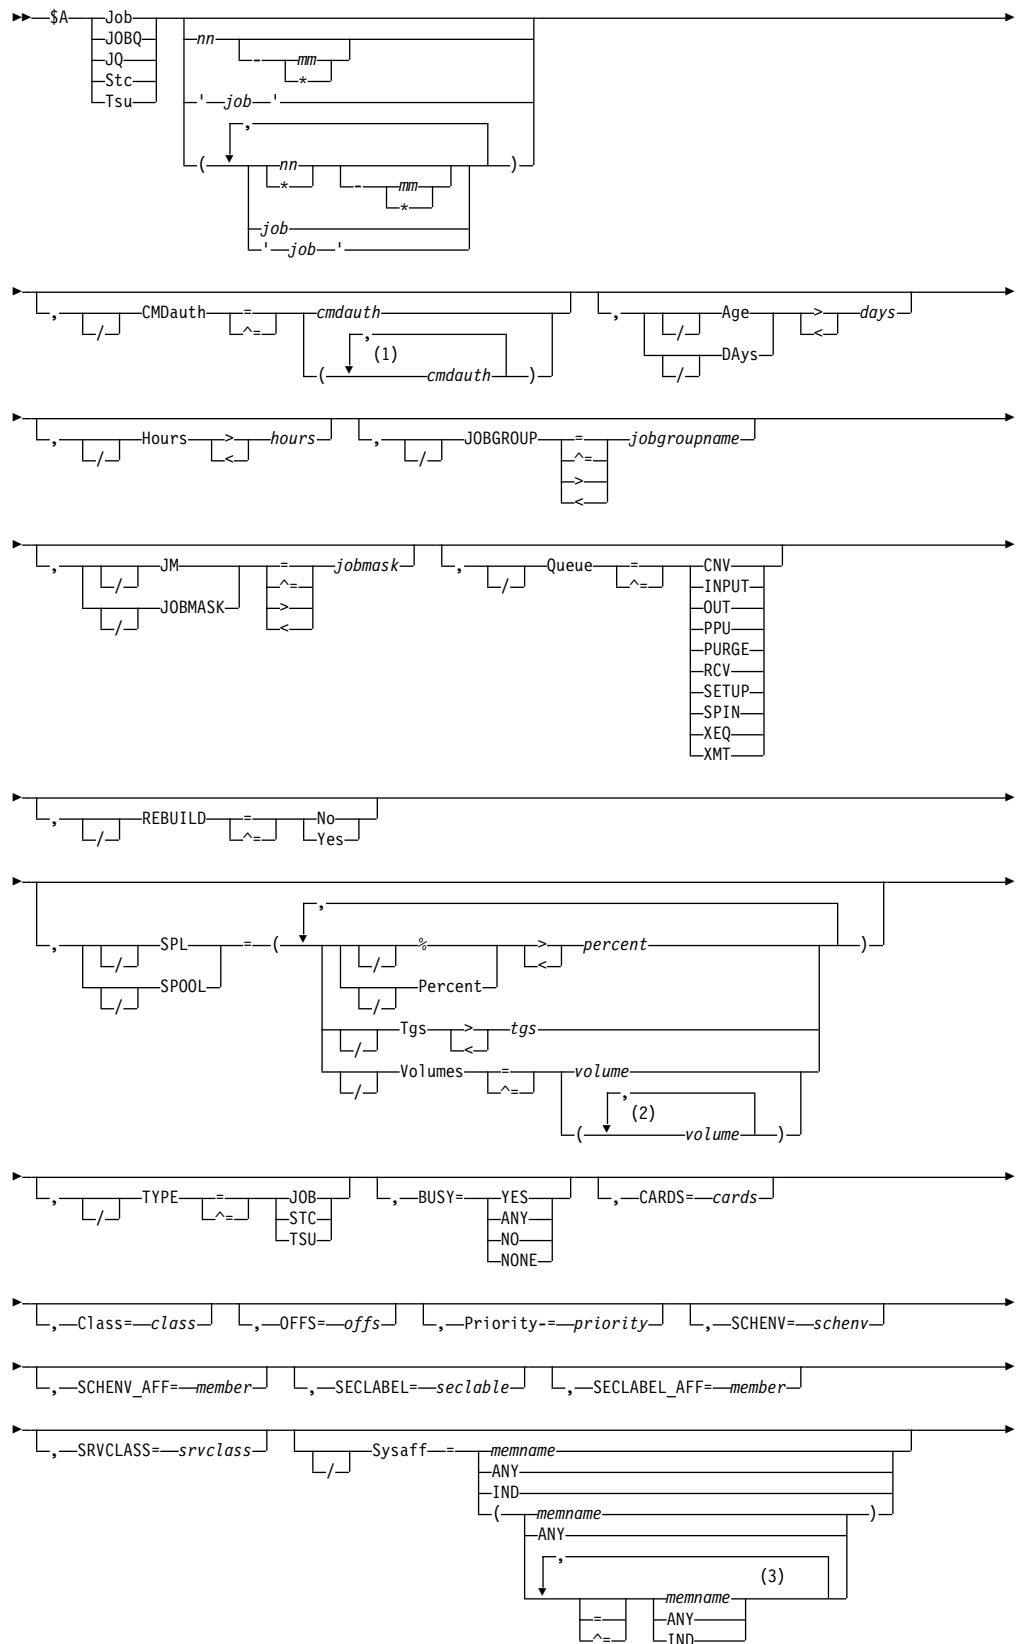 $A Job
JOBQ
JQ
Stc
Tsu
nn
- mm
*
' job '
,
( nn - mm )
* *
job
' job '
, / CMDauth = cmdauth
^=
,
(1)
( cmdauth )
, / Age > days
<
/ DAys
, / Hours > hours
<
, / JOBGROUP = jobgroupname
^=
>
<
, / JM = jobmask
/ JOBMASK ^=
>
<
, / Queue = CNV
^= INPUT
OUT
PPU
PURGE
RCV
SETUP
SPIN
XEQ
XMT
, / REBUILD = No
^= Yes
,
, / SPL = ( / % > percent )
/ SPOOL / Percent <
/ Tgs > tgs
<
/ Volumes = volume
^=
,
(2)
( volume )
, / TYPE = JOB
^= STC
TSU
, BUSY= YES
ANY
NO
NONE
, CARDS= cards
, Class= class
, OFFS= offs
, Priority-= priority
, SCHENV= schenv
, SCHENV_AFF= member
, SECLABEL= seclable
, SECLABEL_AFF= member
, SRVCLASS= srvclass
/ Sysaff = memname
ANY
IND
( memname )
ANY
,
(3)
memname
= ANY
^= IND